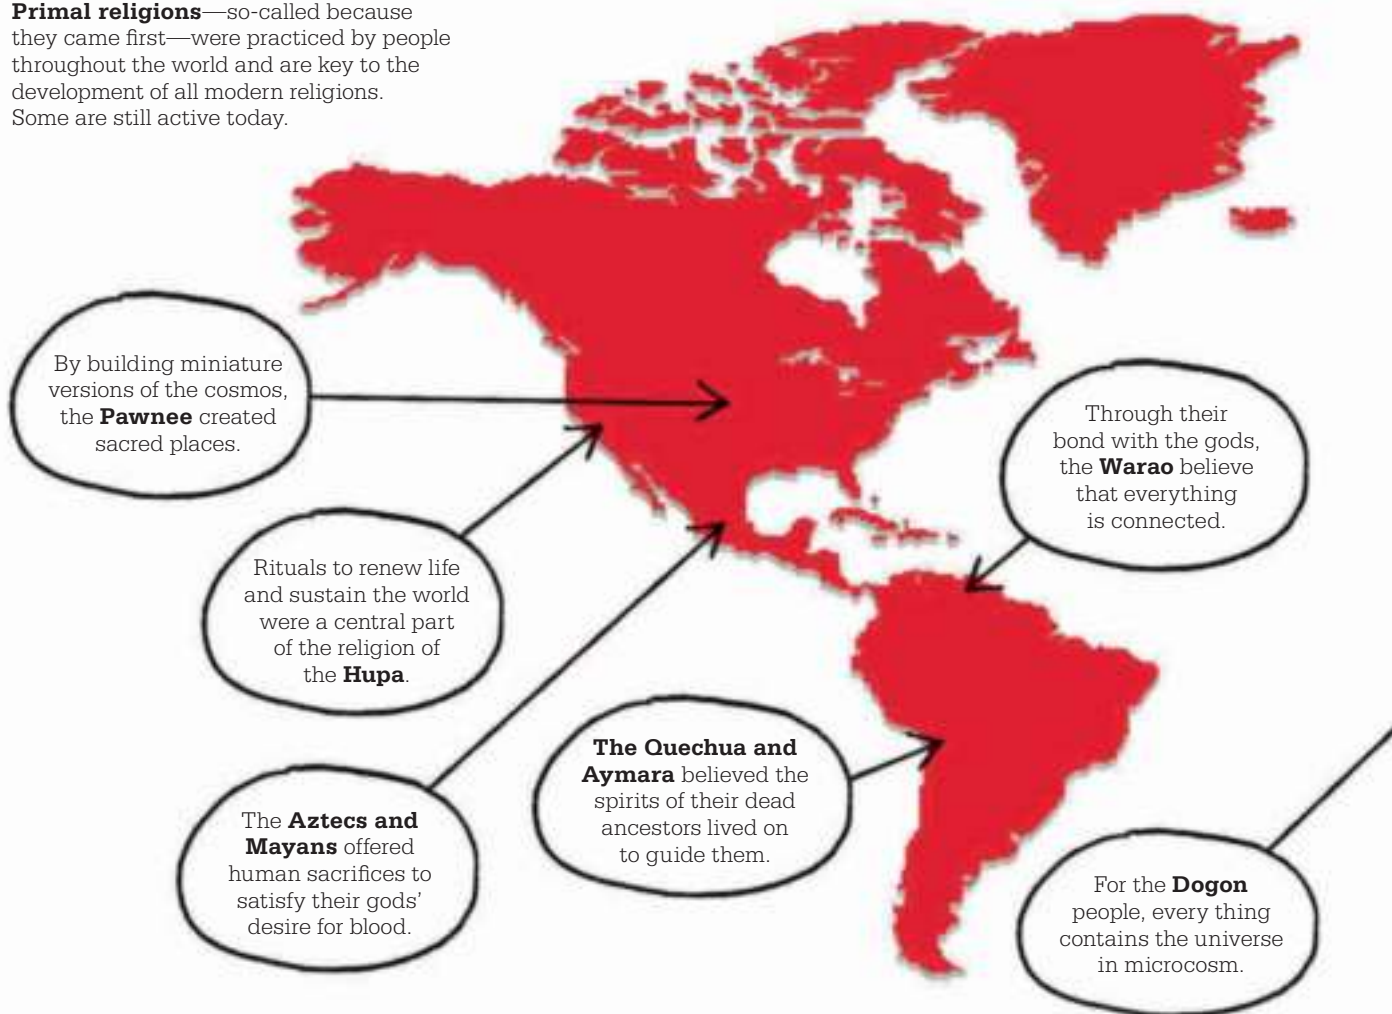 Primal religions—so-called because
they came first—were practiced by people
throughout the world and are key to the
development of all modern religions.
Some are still active today.
By building miniature
versions of the cosmos,
the Pawnee created
sacred places.
Through their
bond with the gods,
the Warao believe
that everything
is connected.
Rituals to renew life
and sustain the world
were a central part
of the religion of
the Hupa.
The Quechua and
Aymara believed the
spirits of their dead
ancestors lived on
to guide them.
The Aztecs and
Mayans offered
human sacrifices to
satisfy their gods’
desire for blood.
For the Dogon
people, every thing
contains the universe
in microcosm.